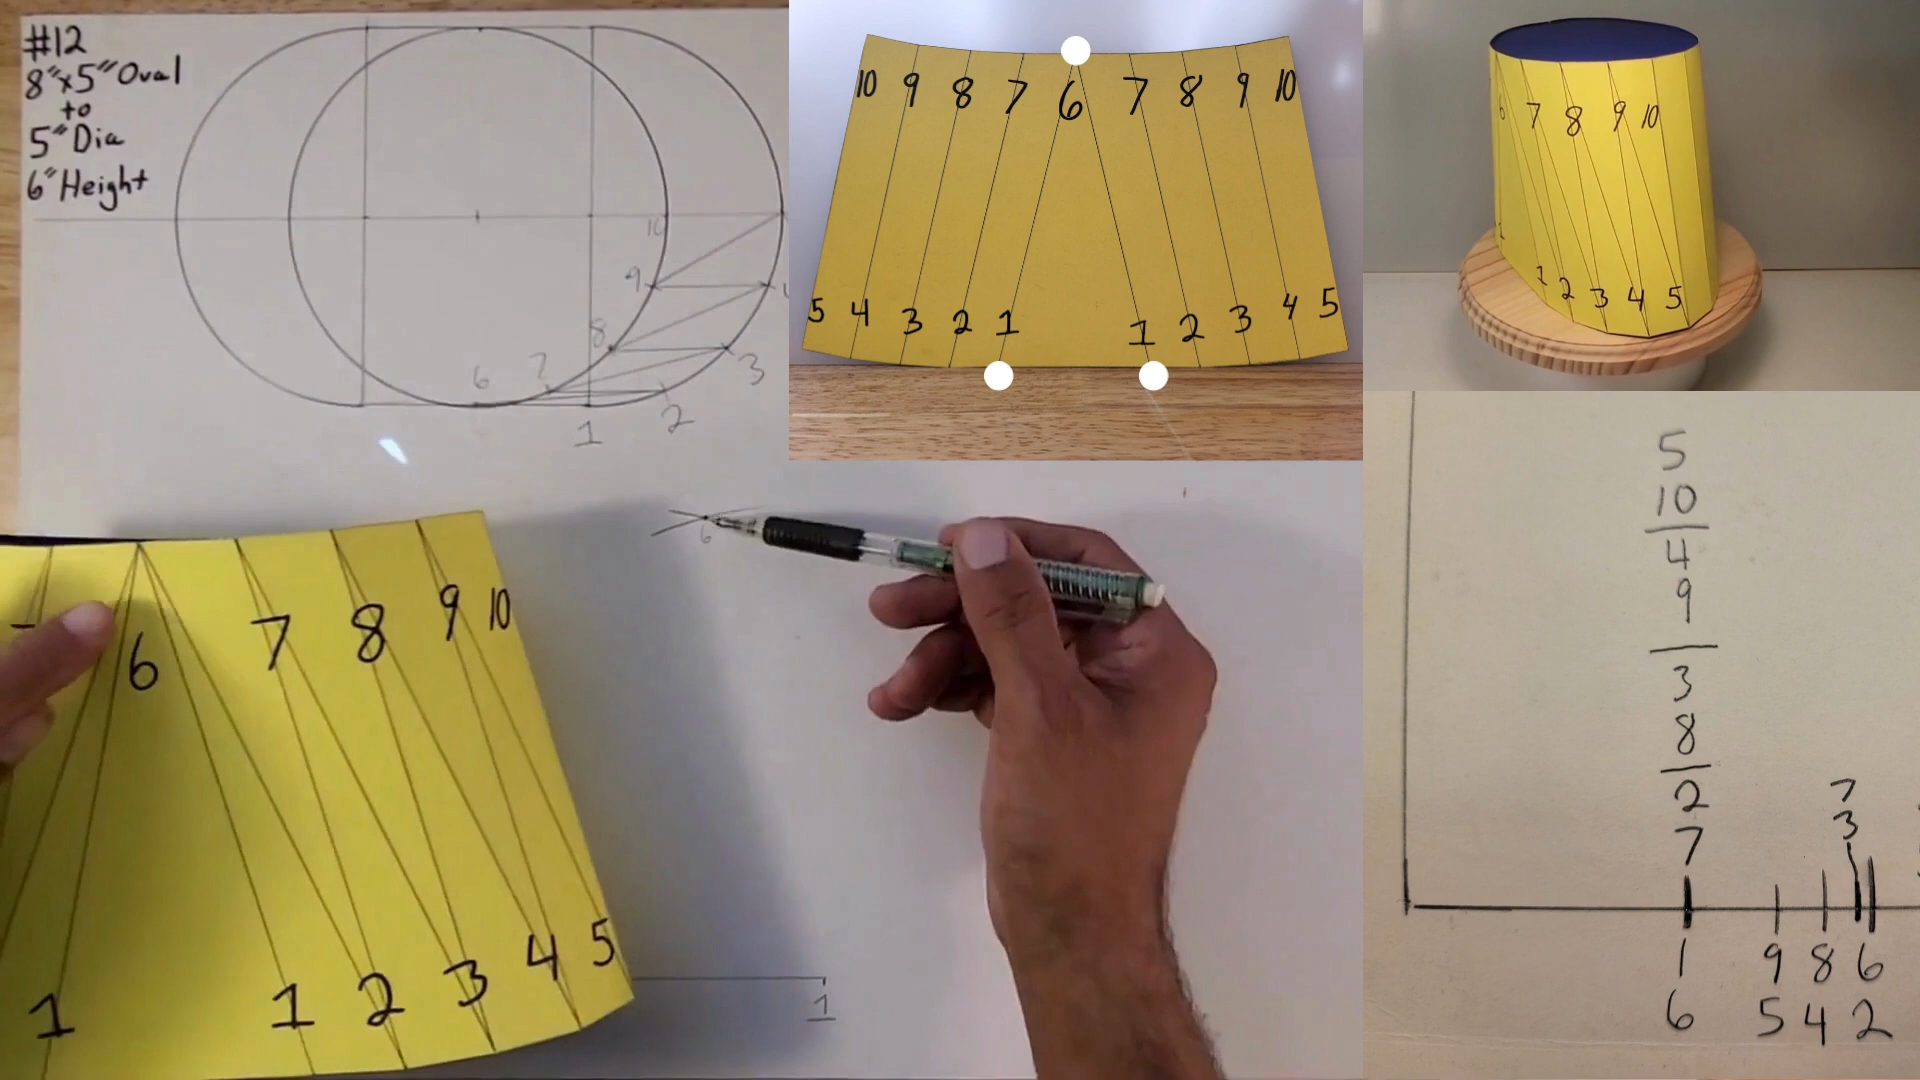 #12
8"x5" Oval
to
5" Dia
6" Height
10
9
8
7
6
3
2
1
10 9 8 7 6 7 8 9 10
5 4 3 2 1 1 2 3 4 5
6 7 8 9 10
1 1 2 3 4 5
6
6 7 8 9 10
1 1 2 3 4 5
1
5
10
4
9
3
8
2
7
7
3
1 9 8 6
6 5 4 2